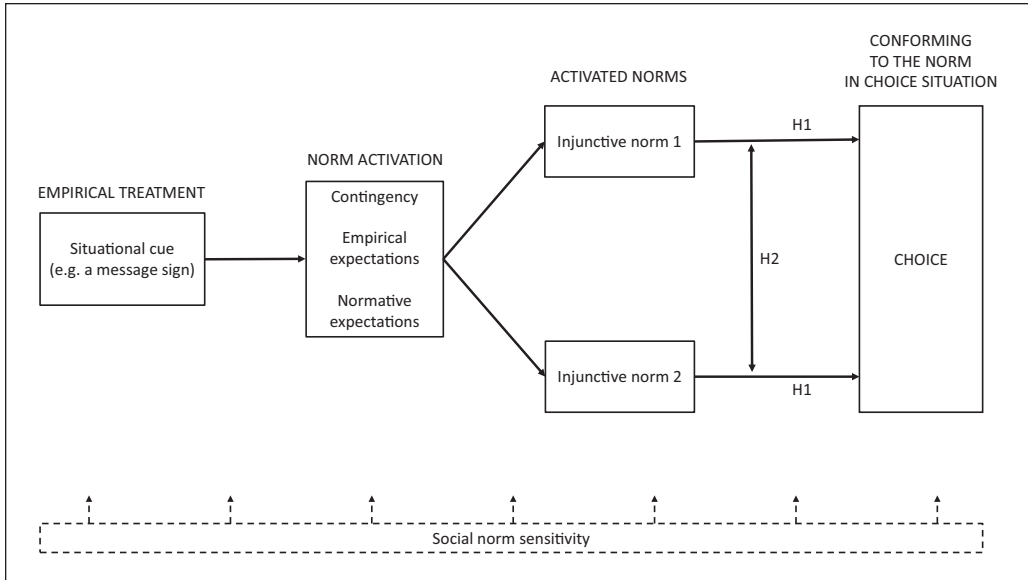 EMPIRICAL TREATMENT
Situational cue
(e.g. a message sign)
NORM ACTIVATION
Contingency
Empirical
expectations
Normative
expectations
ACTIVATED NORMS
Injunctive norm 1
Injunctive norm 2
H1
H2
H1
CONFORMING
TO THE NORM
IN CHOICE SITUATION
CHOICE
Social norm sensitivity